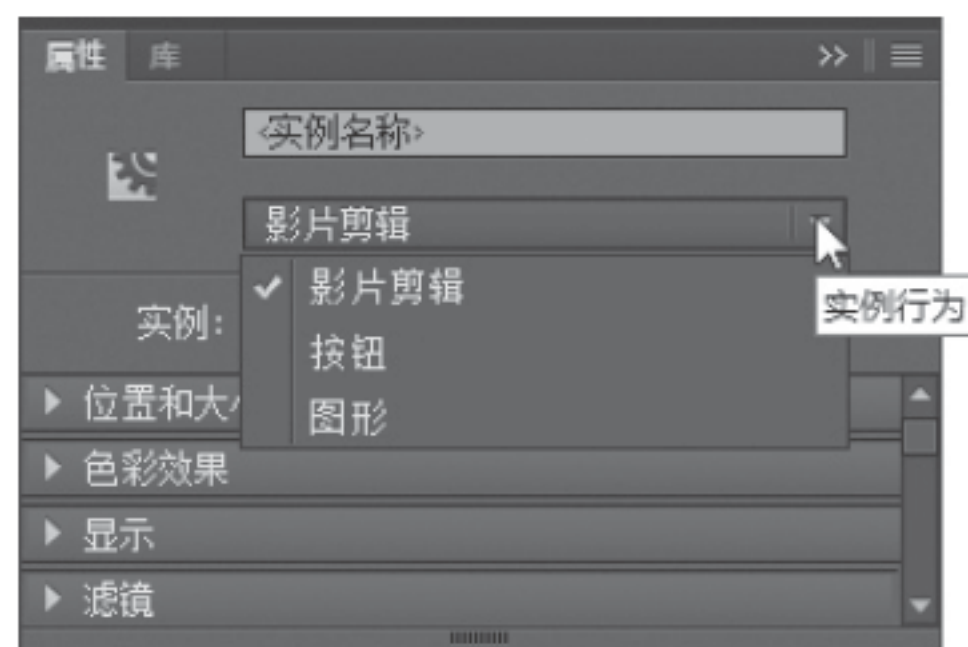 属性 库
<实例名称>
影片剪辑
影片剪辑
实例行为
实例:
按钮
图形
位置和大
色彩效果
显示
滤镜